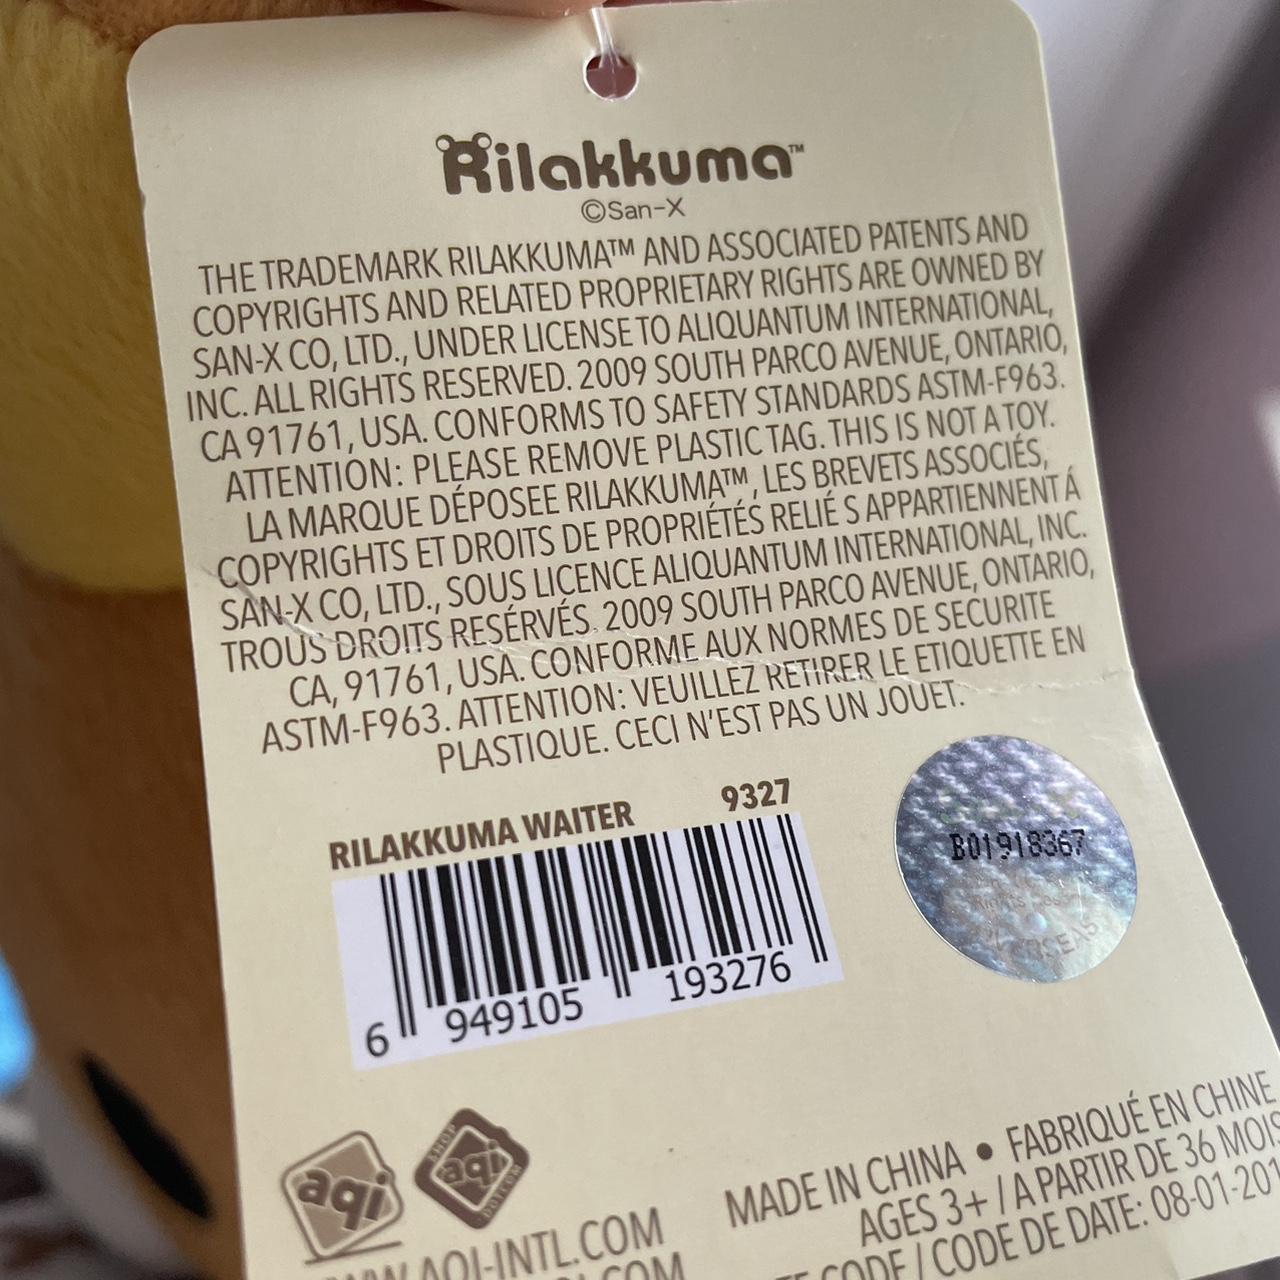 Rilakkuma™
©San-X
THE TRADEMARK RILAKKUMA™ AND ASSOCIATED PATENTS AND
COPYRIGHTS AND RELATED PROPRIETARY RIGHTS ARE OWNED BY
SAN-X CO, LTD., UNDER LICENSE TO ALIQUANTUM INTERNATIONAL,
INC. ALL RIGHTS RESERVED. 2009 SOUTH PARCO AVENUE, ONTARIO,
CA 91761, USA. CONFORMS TO SAFETY STANDARDS ASTM-F963.
ATTENTION: PLEASE REMOVE PLASTIC TAG. THIS IS NOT A TOY.
LA MARQUE DÉPOSEE RILAKKUMA™, LES BREVETS ASSOCIÉS,
COPYRIGHTS ET DROITS DE PROPRIÉTÉS RELIÉ S APPARTIENNENT Á
SAN-X CO, LTD., SOUS LICENCE ALIQUANTUM INTERNATIONAL, INC.
TROUS DROITS RESÉRVÉS. 2009 SOUTH PARCO AVENUE, ONTARIO,
CA, 91761, USA. CONFORME AUX NORMES DE SECURITE
ASTM-F963. ATTENTION: VEUILLEZ RETIRER LE ETIQUETTE EN
PLASTIQUE. CECI N'EST PAS UN JOUET.
RILAKKUMA WAITER 9327
6 949105 193276
B01918367
aqi
SHOP aqi DOTCOM
MADE IN CHINA • FABRIQUÉ EN CHINE
AGES 3+ / A PARTIR DE 36 MOIS
CODE / CODE DE DATE: 08-01-201
WWW.AQI-INTL.COM
.COM